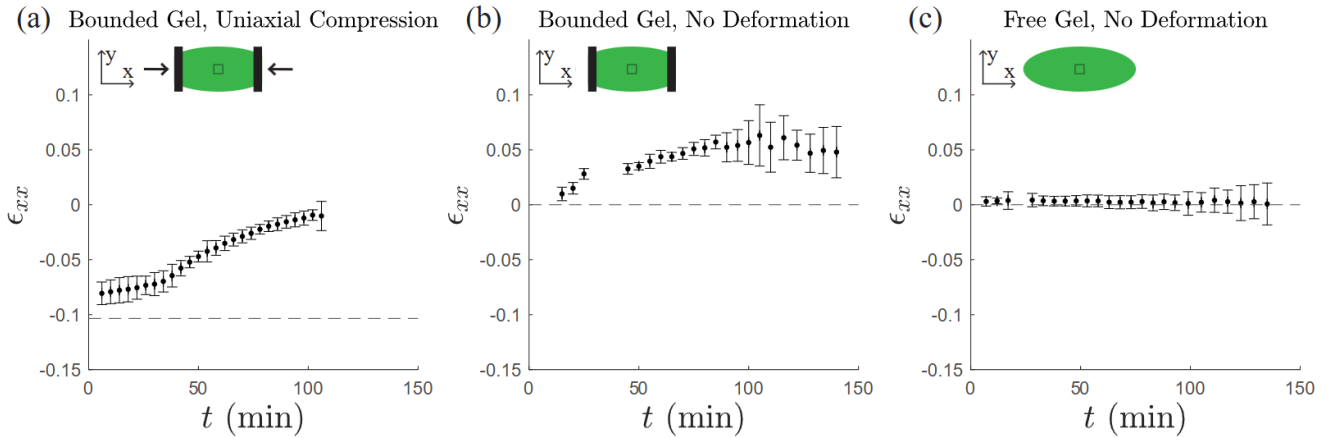 (a) Bounded Gel, Uniaxial Compression
y
x
0.1
0.05
0
-0.05
-0.1
-0.15
ϵxx
0 50 100 150
t (min)
(b) Bounded Gel, No Deformation
y
x
0.1
0.05
0
-0.05
-0.1
-0.15
ϵxx
0 50 100 150
t (min)
(c) Free Gel, No Deformation
y
x
0.1
0.05
0
-0.05
-0.1
-0.15
ϵxx
0 50 100 150
t (min)